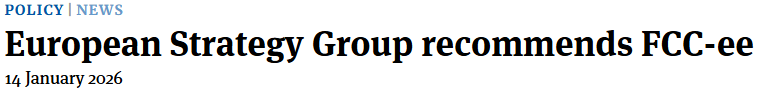 POLICY | NEWS
European Strategy Group recommends FCC-ee
14 January 2026